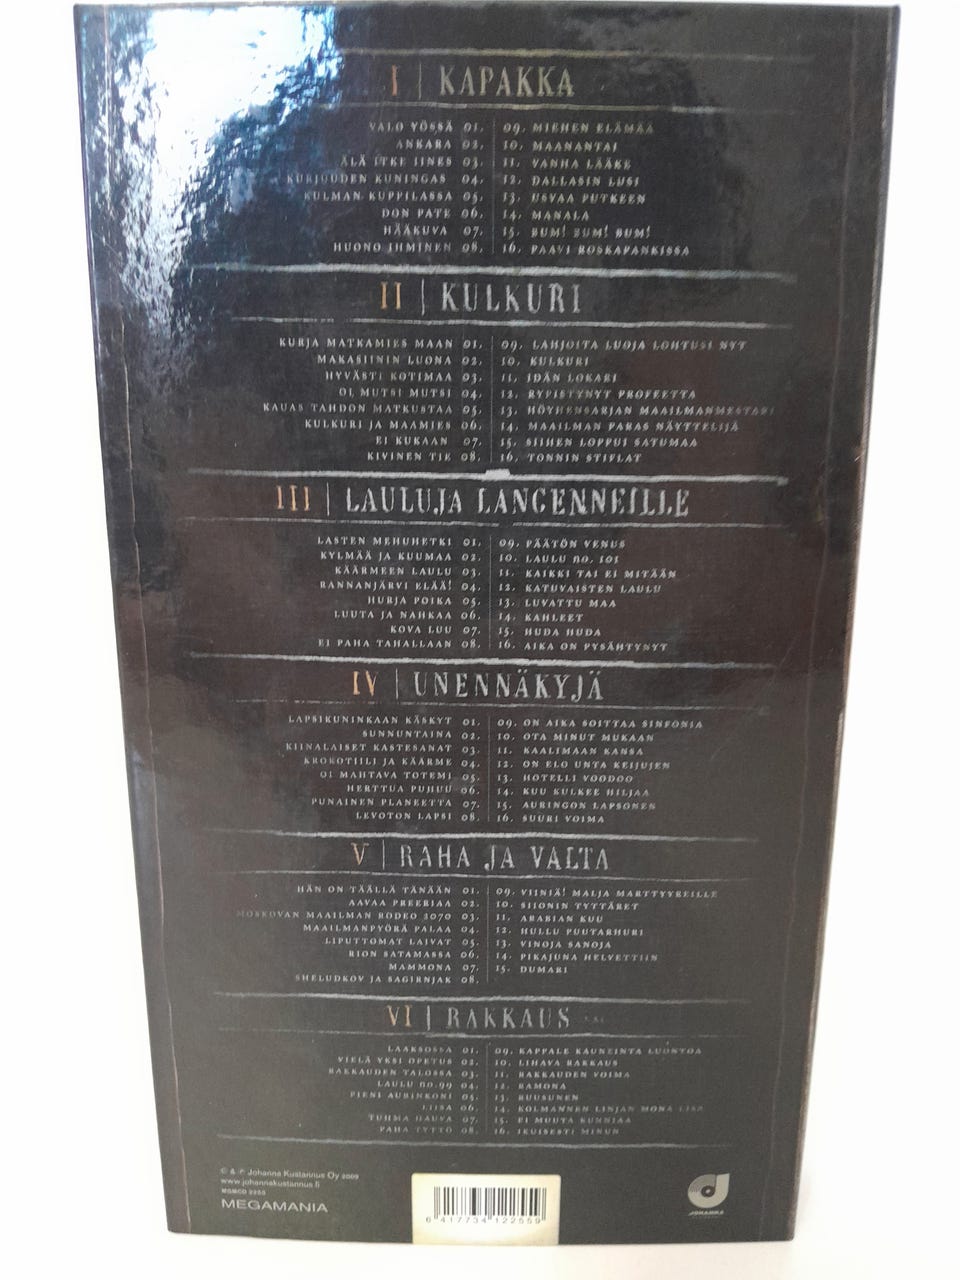 I | KAPAKKA
VALO YÖSSÄ 01. 09. MIEHEN ELÄMÄÄ
ANKARA 02. 10. MAANANTAI
ÄLÄ ITKE IINES 03. 11. VANHA LÄÄKE
KURJUUDEN KUNINGAS 04. 12. DALLASIN LUSI
KULMAN KUPPILASSA 05. 13. USVAA PUTKEEN
DON PATE 06. 14. MANALA
HÄÄKUVA 07. 15. BUM! BUM! BUM!
HUONO IHMINEN 08. 16. PAAVI ROSKAPANKISSA
II | KULKURI
KURJA MATKAMIES MAAN 01. 09. LAHJOITA LUOJA LOHTUSI NYT
MAKASIININ LUONA 02. 10. KULKURI
HYVÄSTI KOTIMAA 03. 11. IDÄN LOKARI
OI MUTSI MUTSI 04. 12. RYPISTYNYT PROFEETTA
KAUAS TAHDON MATKUSTAA 05. 13. HÖYHENSARJAN MAAILMANMESTARI
KULKURI JA MAAMIES 06. 14. MAAILMAN PARAS NÄYTTELIJÄ
EI KUKAAN 07. 15. SIIHEN LOPPUI SATUMAA
KIVINEN TIE 08. 16. TONNIN STIFLAT
III | LAULUJA LANGENNEILLE
LASTEN MEHUHETKI 01. 09. PÄÄTÖN VENUS
KYLMÄÄ JA KUUMAA 02. 10. LAULU no. 101
KÄÄRMEEN LAULU 03. 11. KAIKKI TAI EI MITÄÄN
RANNANJÄRVI ELÄÄ! 04. 12. KATUVAISTEN LAULU
HURJA POIKA 05. 13. LUVATTU MAA
LUUTA JA NAHKAA 06. 14. KAHLEET
KOVA LUU 07. 15. HUDA HUDA
EI PAHA TAHALLAAN 08. 16. AIKA ON PYSÄHTYNYT
IV | UNENNÄKYJÄ
LAPSIKUNINKAAN KÄSKYT 01. 09. ON AIKA SOITTAA SINFONIA
SUNNUNTAINA 02. 10. OTA MINUT MUKAAN
KIINALAISET KASTESANAT 03. 11. KAALIMAAN KANSA
KROKOTIILI JA KÄÄRME 04. 12. ON ELO UNTA KEIJUJEN
OI MAHTAVA TOTEMI 05. 13. HOTELLI VOODOO
HERTTUA PUHUU 06. 14. KUU KULKEE HILJAA
PUNAINEN PLANEETTA 07. 15. AURINGON LAPSONEN
LEVOTON LAPSI 08. 16. SUURI VOIMA
V | RAHA JA VALTA
HÄN ON TÄÄLLÄ TÄNÄÄN 01. 09. VIINIÄ! MALJA MARTTYYREILLE
AAVAA PREERIAA 02. 10. SIIONIN TYTTÄRET
MOSKOVAN MAAILMAN RODEO 2070 03. 11. ARABIAN KUU
MAAILMANPYÖRÄ PALAA 04. 12. HULLU PUUTARHURI
LIPUTTOMAT LAIVAT 05. 13. VINOJA SANOJA
RION SATAMASSA 06. 14. PIKAJUNA HELVETTIIN
MAMMONA 07. 15. DUMARI
SHELUDKOV JA SAGIRNJAK 08.
VI | RAKKAUS
LAAKSOSSA 01. 09. KAPPALE KAUNEINTA LUONTOA
VIELÄ YKSI OPETUS 02. 10. LIHAVA RAKKAUS
RAKKAUDEN TALOSSA 03. 11. RAKKAUDEN VOIMA
LAULU no.99 04. 12. RAMONA
PIENI AURINKONI 05. 13. RUUSUNEN
LIISA 06. 14. KOLMANNEN LINJAN MONA LISA
TUHMA HAUVA 07. 15. EI MUUTA KUNNIAA
PAHA TYTTÖ 08. 16. IKUISESTI MINUN
© & ℗ Johanna Kustannus Oy 2009
www.johannakustannus.fi
MGMCD 2255
MEGAMANIA
6 417734 122559
JOHANNA